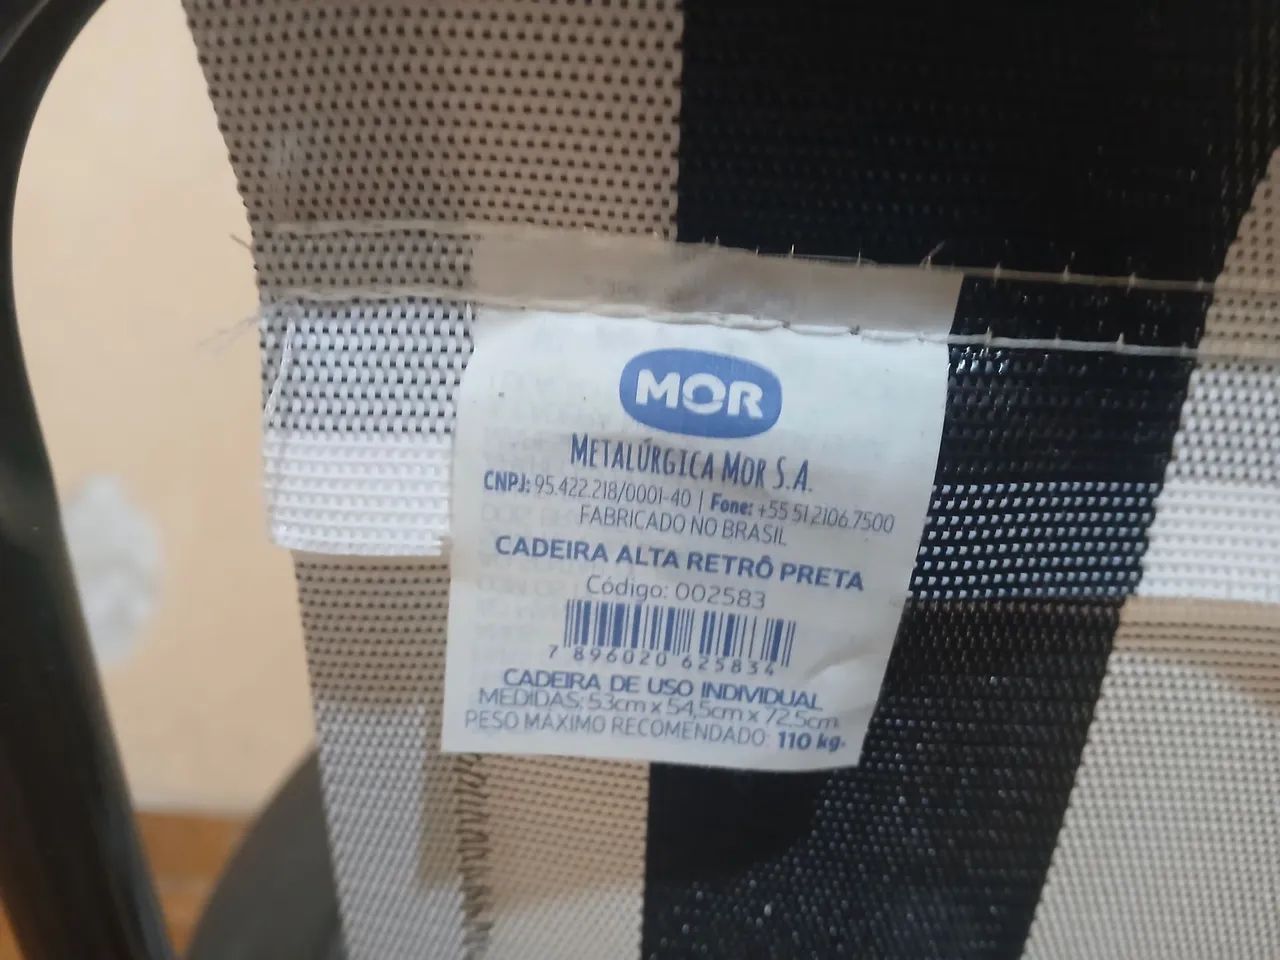 MOR
METALÚRGICA MOR S.A.
CNPJ: 95.422.218/0001-40 | Fone: +55 51 2106.7500
FABRICADO NO BRASIL
CADEIRA ALTA RETRÔ PRETA
Código: 002583
7 896020 625834
CADEIRA DE USO INDIVIDUAL
MEDIDAS: 53cm x 54,5cm x 72,5cm
PESO MAXIMO RECOMENDADO: 110 kg.